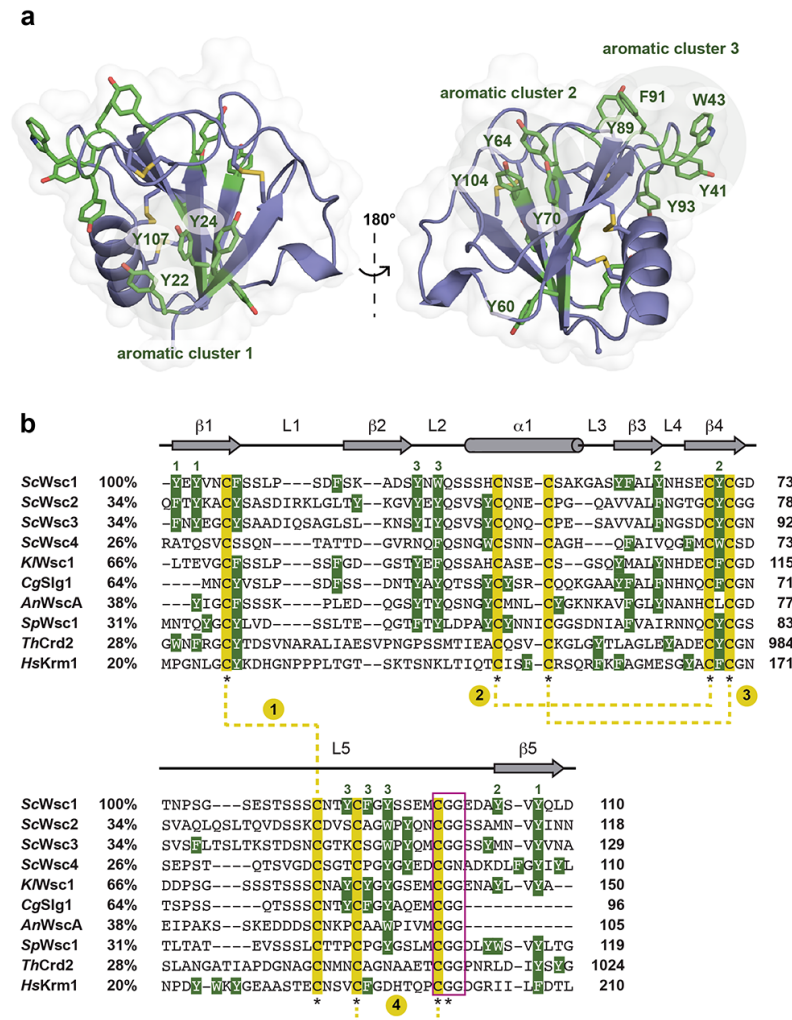 a
aromatic cluster 3
aromatic cluster 2
F91
W43
Y89
Y64
Y104
Y41
180°
Y24
Y70
Y93
Y107
Y22
Y60
aromatic cluster 1
b
β1 L1 β2 L2 α1 L3 β3 L4 β4
1 1 3 3 2 2
ScWsc1 100% -YEYVNCFSSLP---SDFSK--ADSYNWQSSSHCNSE-CSAKGASYFALYNHSECYCGD 73
ScWsc2 34% QFTYKACYSASDIRKLGLTY---KGVYEYQSVSYCQNE-CPG--QAVVALFNGTGCYCGG 78
ScWsc3 34% -FNYEGCYSAADIQSAGLSL--KNSYIYQSVSYCQNQ-CPE--SAVVALFNGSDCYCGN 92
ScWsc4 26% RATQSVCSSQN----TATTD--GVRNQFQSNGWCSNN-CAGH--QFAIVQGFMCWCSD 73
KlWsc1 66% -LTEVGCFSSLP---SSFGD--GSTYEFQSSAHCASE-CS---GSQYMALYNHTDCYCGD 115
CgSlg1 64% ----MNCYVSLP---SDFSS--DNTAYQTSSYCYSR-CQQKGAAYFALFNHNQCFCGN 71
AnWscA 38% ---YIGCFSSSK----PLED--QGSYTYQSNGYCMNL-CYGKNKAVFGLYNANHCLCGD 77
SpWsc1 31% MNTQYGCYLVD----SSLTE--QGTFTYLDPAYCYNNICGGSDNIAFVAIRNNQCYCGS 83
ThCrd2 28% GWNFRGCYTDSVNARALIAESVPNGPSSMTIEACQSV-CKGLGYTLAGLEYADECYCGN 984
HsKrm1 20% MPGNLGCYKDHGNPPPLTGT--SKTSNKLTIQTCISF-CRSQRFKFAGMESGYACFCGN 171
* * * * *
1 2 3
L5 β5
3 3 3 2 1
ScWsc1 100% TNPSG---SESTSSSCNTYCFGYSSEMCGGEDAYS-VYQLD 110
ScWsc2 34% SVAQLQSLTQVDSSKCDVSCAGWPYQNCGGSSAMN-VYINN 118
ScWsc3 34% SVSFLTSLTKSTDSNCGTKCSGWPYQMCGGSSYMN-VYVNA 129
ScWsc4 26% SEPST----QTSVGDCSGTCPGYGYEDCGNADKDLFGYIYL 110
KlWsc1 66% DDPSG---SSSTSSSCNAYCYGYGSEMCGGENAYL-VYA-- 150
CgSlg1 64% TSPSS----QTSSSCNTYCFGYAQEMCGG----------- 96
AnWscA 38% EIPAKS--SKEDDDSCNKPCAAWPIVMCGG----------- 105
SpWsc1 31% TLTAT----EVSSSLCTTPCPGYGSLMCGGDLYWS-VYLTG 119
ThCrd2 28% SLANGATIAPDGNAGCNMNCAGNAAETCGGPNRLD-IYSYG 1024
HsKrm1 20% NPDY-WKYGEAASTECNSVCFGDHTQPCGGDGRII-LFDTL 210
* * 4 **